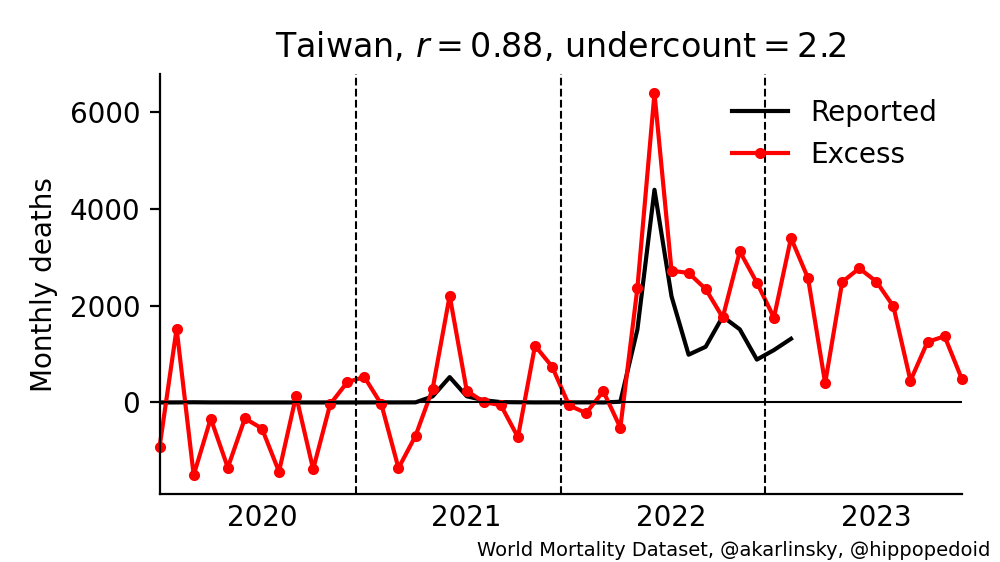 Taiwan, r = 0.88, undercount = 2.2
Monthly deaths
6000
4000
2000
0
Reported
Excess
2020 2021 2022 2023
World Mortality Dataset, @akarlinsky, @hippopedoid